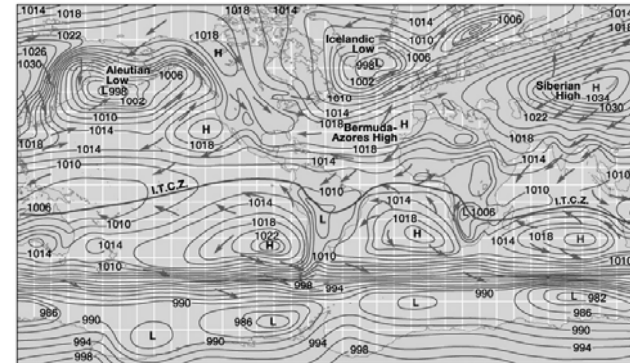 1014 1018 1018 1014 1006 1014
1022 1018 H Icelandic 1014 1018
1026 Low 1010
1030 Aleutian 1006 998 L 1006 Siberian H
Low 1002 High 1034
L 998 1002 1010 1030
1010 1014 1022
1014 H 1018 Bermuda- H 1018
1018 1018 Azores High
1014 1014 1018 1014
1010 1010
I.T.C.Z. 1010 1010
1006 1014 L 1014 L 1006 I.T.C.Z.
1018 1018 1014
1014 1022 H H 1014 1018 H
1010 1010 1010
998 994
990 990 L 982
986 L
990 986 L 986
994 L 990 994 990
998 998 994